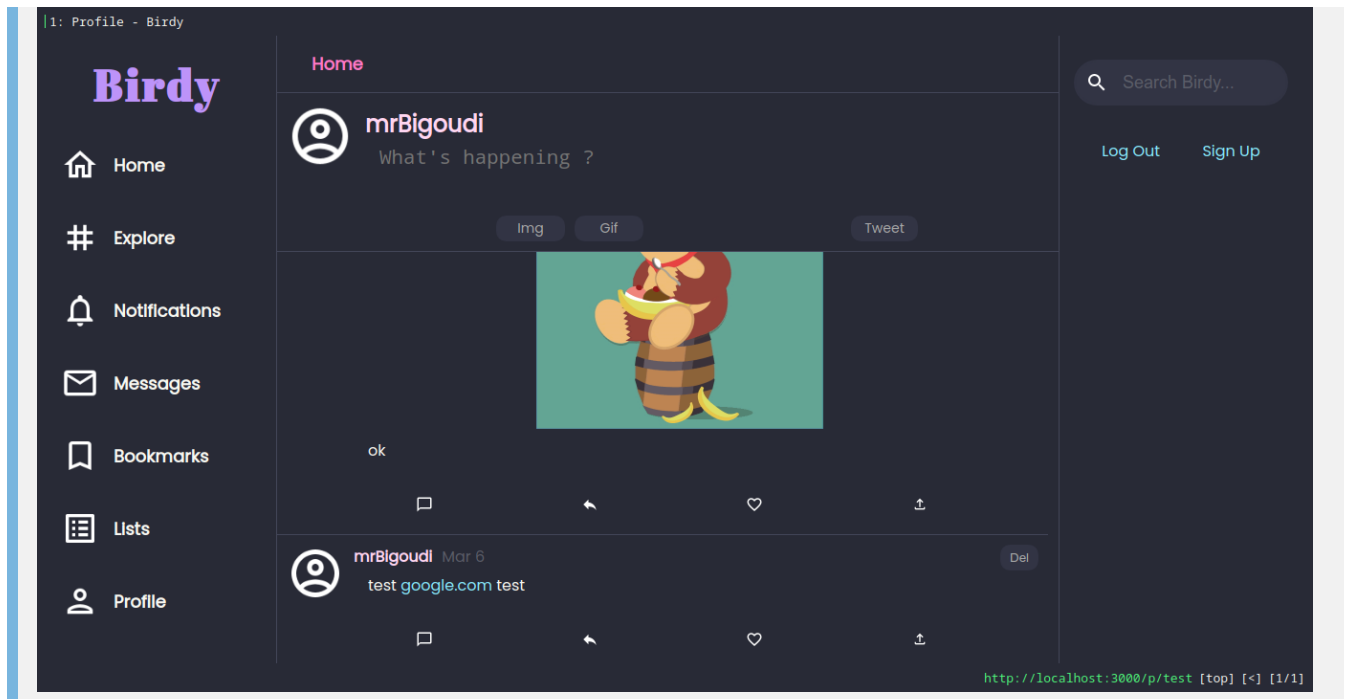 1: Profile - Birdy
Birdy
Home
Explore
Notifications
Messages
Bookmarks
Lists
Profile
Home
mrBigoudi
What's happening ?
Img Gif Tweet
ok
mrBigoudi Mar 6 Del
test google.com test
Search Birdy...
Log Out Sign Up
http://localhost:3000/p/test [top] [<] [1/1]